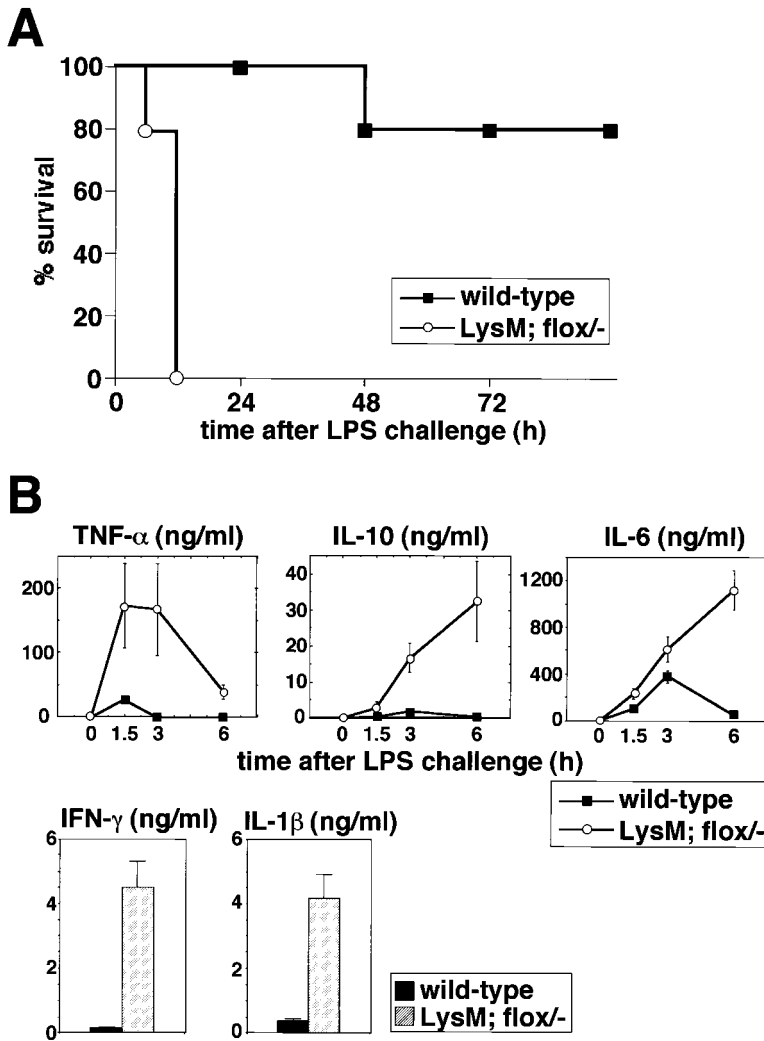 A
100
80
60
40
20
0
% survival
0 24 48 72
time after LPS challenge (h)
wild-type
LysM; flox/-
B
TNF-α (ng/ml)
200
100
0
0 1.5 3 6
IL-10 (ng/ml)
40
30
20
10
0
0 1.5 3 6
IL-6 (ng/ml)
1200
800
400
0
0 1.5 3 6
time after LPS challenge (h)
wild-type
LysM; flox/-
IFN-γ (ng/ml)
6
4
2
0
IL-1β (ng/ml)
6
4
2
0
wild-type
LysM; flox/-